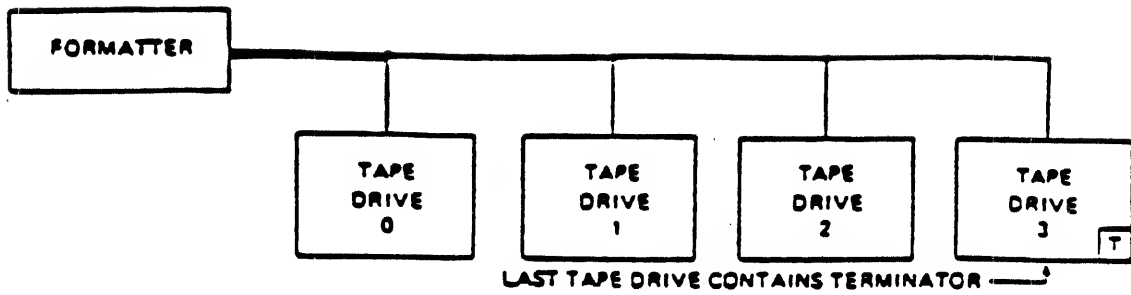 FORMATTER
TAPE
DRIVE
0
TAPE
DRIVE
1
TAPE
DRIVE
2
TAPE
DRIVE
3
T
LAST TAPE DRIVE CONTAINS TERMINATOR